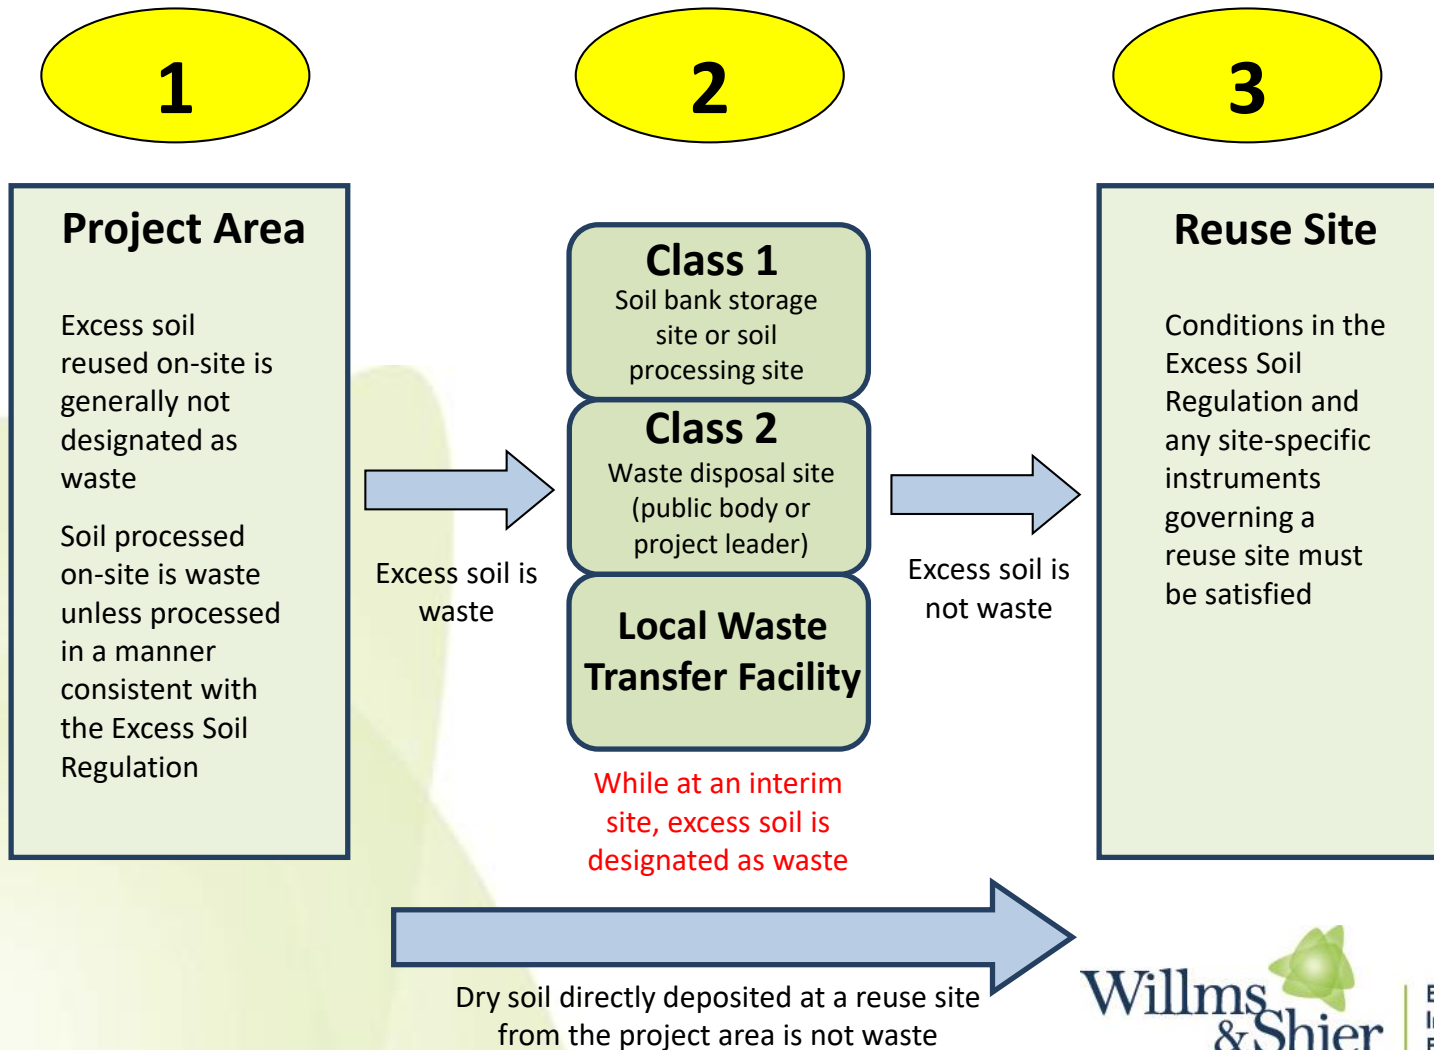 1
2
3
Project Area
Excess soil
reused on-site is
generally not
designated as
waste
Soil processed
on-site is waste
unless processed
in a manner
consistent with
the Excess Soil
Regulation
Excess soil is
waste
Class 1
Soil bank storage
site or soil
processing site
Class 2
Waste disposal site
(public body or
project leader)
Local Waste
Transfer Facility
While at an interim
site, excess soil is
designated as waste
Excess soil is
not waste
Reuse Site
Conditions in the
Excess Soil
Regulation and
any site-specific
instruments
governing a
reuse site must
be satisfied
Dry soil directly deposited at a reuse site
from the project area is not waste
Willms
&Shier